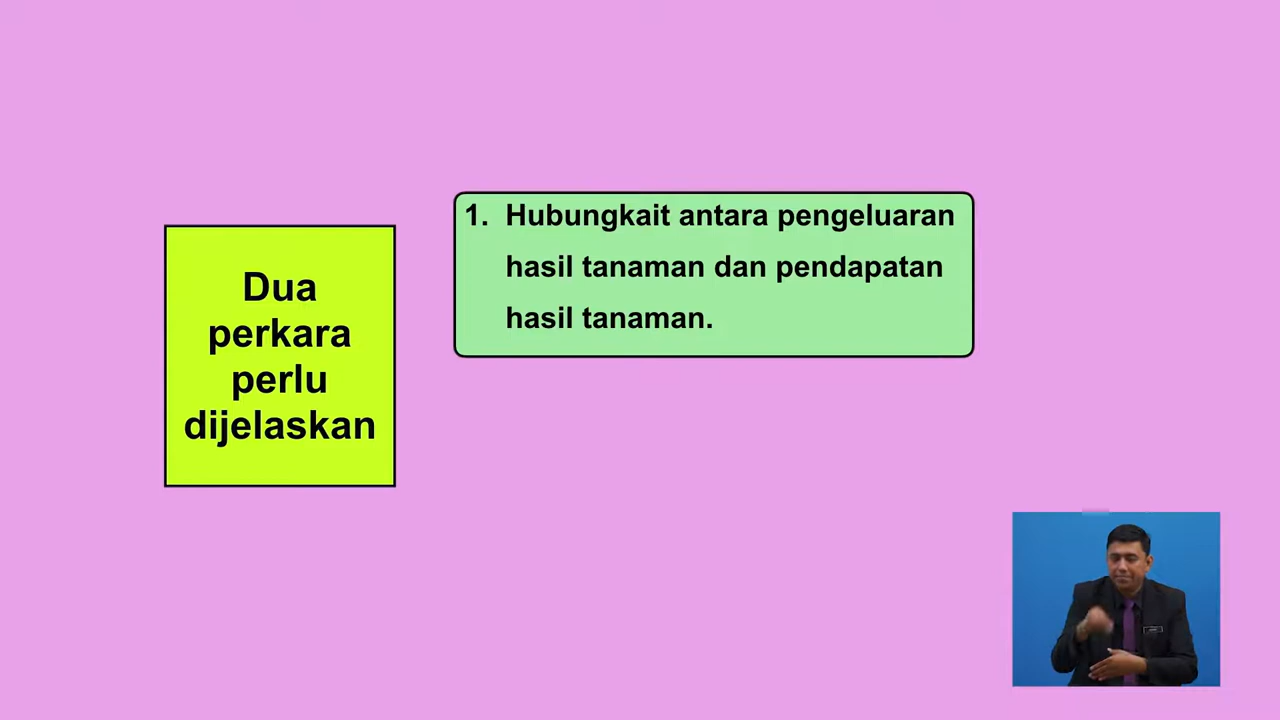 Dua
perkara
perlu
dijelaskan
1. Hubungkait antara pengeluaran
hasil tanaman dan pendapatan
hasil tanaman.